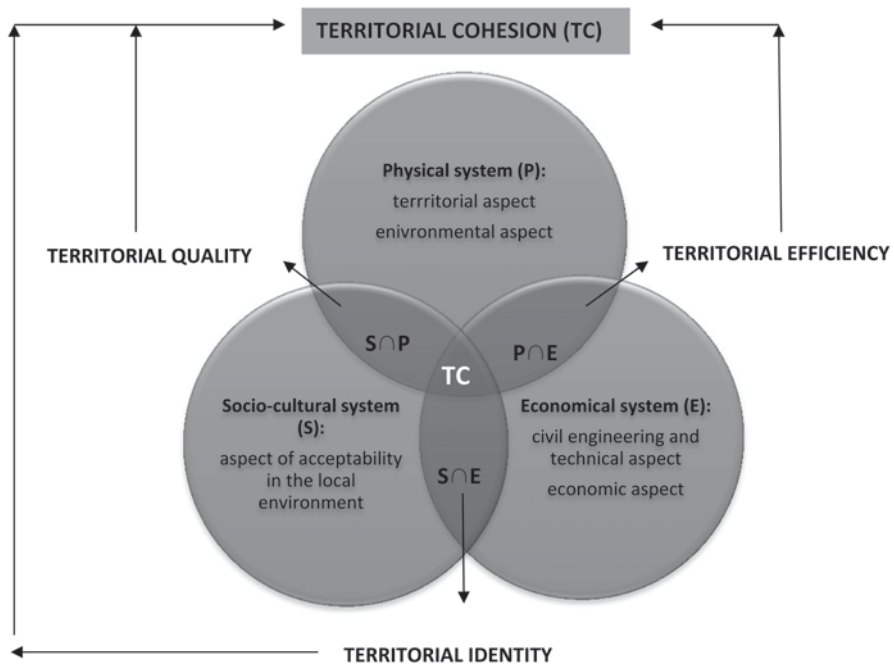 TERRITORIAL COHESION (TC)
Physical system (P):
terrritorial aspect
enivronmental aspect
TERRITORIAL QUALITY
TERRITORIAL EFFICIENCY
S∩P
P∩E
TC
Socio-cultural system
(S):
aspect of acceptability
in the local
environment
Economical system (E):
civil engineering and
technical aspect
economic aspect
S∩E
TERRITORIAL IDENTITY